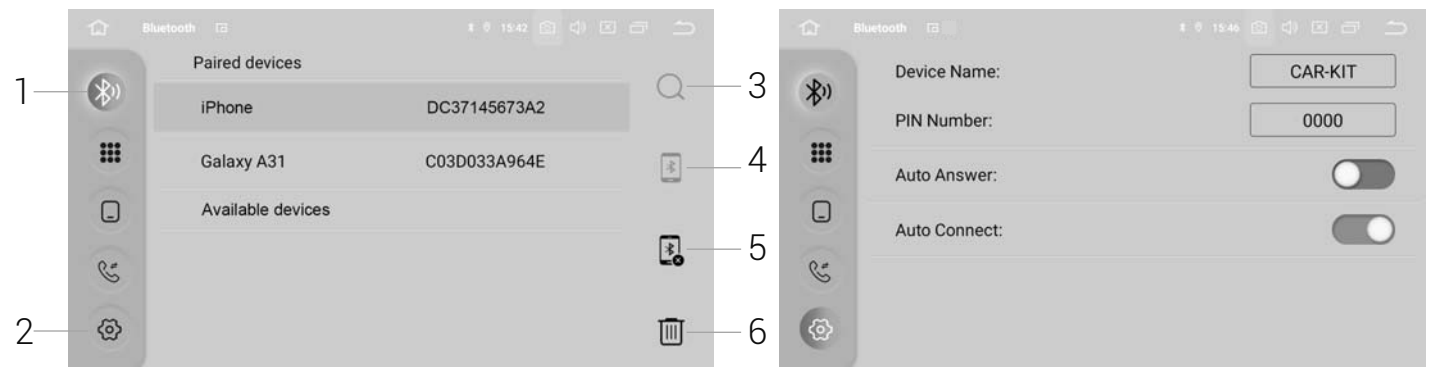 Bluetooth
15:42
Paired devices
iPhone DC37145673A2
Galaxy A31 C03D033A964E
Available devices
1
2
3
4
5
6
Bluetooth
15:46
Device Name: CAR-KIT
PIN Number: 0000
Auto Answer:
Auto Connect: